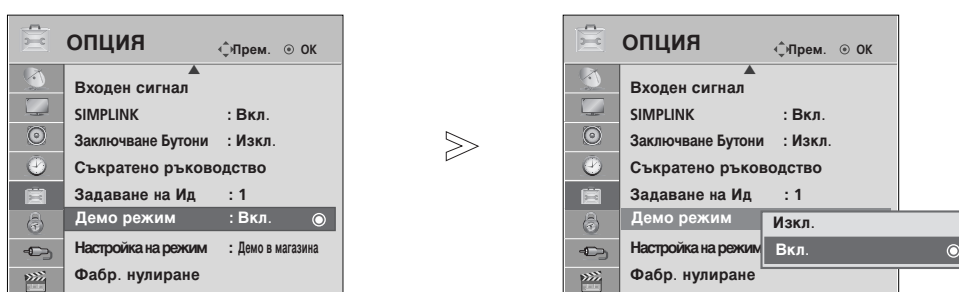 ОПЦИЯ
Прем. OK
Входен сигнал
SIMPLINK : Вкл.
Заключване Бутони : Изкл.
Съкратено ръководство
Задаване на Ид : 1
Демо режим : Вкл.
Настройка на режим : Демо в магазина
Фабр. нулиране
ОПЦИЯ
Прем. OK
Входен сигнал
SIMPLINK : Вкл.
Заключване Бутони : Изкл.
Съкратено ръководство
Задаване на Ид : 1
Демо режим
Изкл.
Настройка на режим
Вкл.
Фабр. нулиране